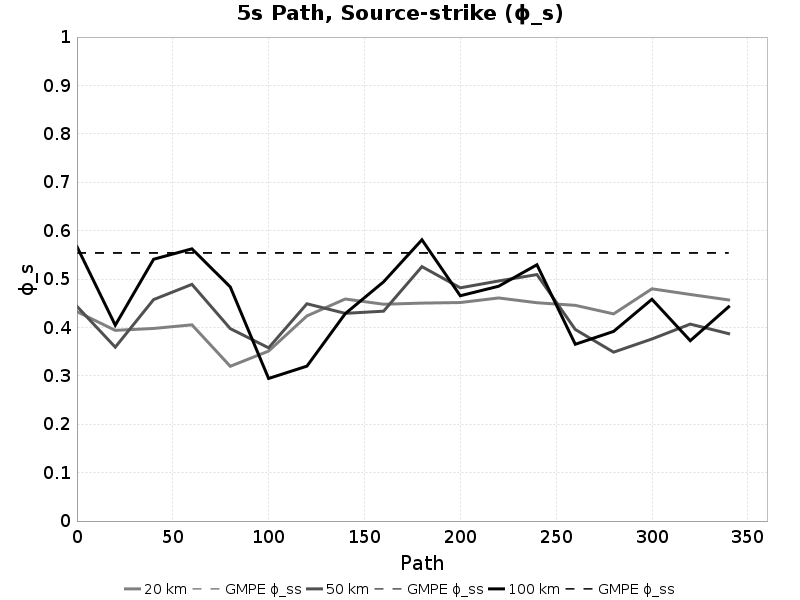 5s Path, Source-strike (ϕ_s)
1
0.9
0.8
0.7
0.6
0.5
0.4
0.3
0.2
0.1
0
ϕ_s
0 50 100 150 200 250 300 350
Path
20 km GMPE ϕ_ss 50 km GMPE ϕ_ss 100 km GMPE ϕ_ss